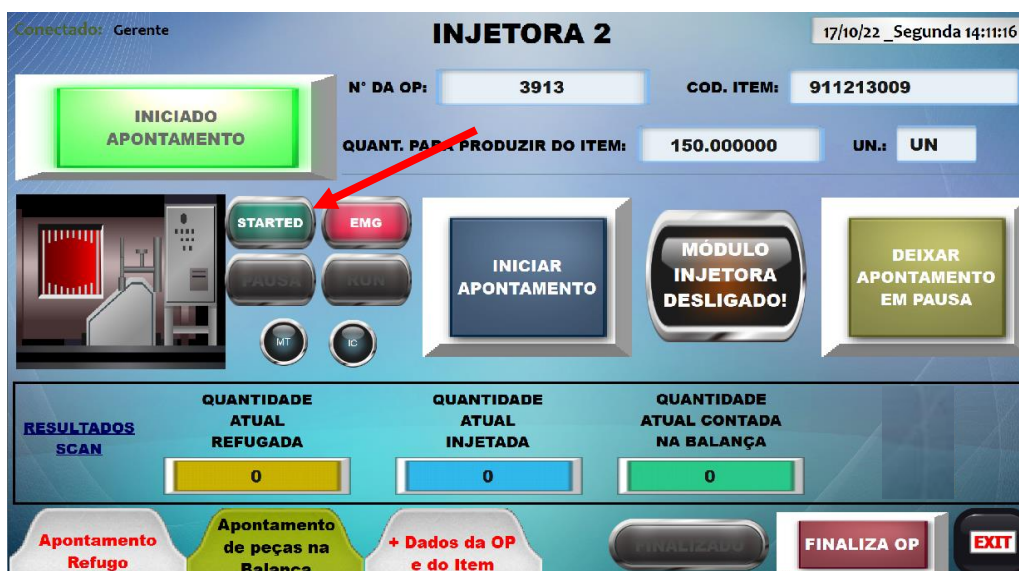 Conectado: Gerente
INJETORA 2
17/10/22 _Segunda 14:11:16
INICIADO
APONTAMENTO
N° DA OP:
3913
COD. ITEM:
911213009
QUANT. PARA PRODUZIR DO ITEM:
150.000000
UN.:
UN
STARTED
EMG
PAUSA
RUN
MT
IC
INICIAR
APONTAMENTO
MÓDULO
INJETORA
DESLIGADO!
DEIXAR
APONTAMENTO
EM PAUSA
RESULTADOS
SCAN
QUANTIDADE
ATUAL
REFUGADA
0
QUANTIDADE
ATUAL
INJETADA
0
QUANTIDADE
ATUAL CONTADA
NA BALANÇA
0
Apontamento
Refugo
Apontamento
de peças na
Balança
+ Dados da OP
e do Item
FINALIZADO
FINALIZA OP
EXIT